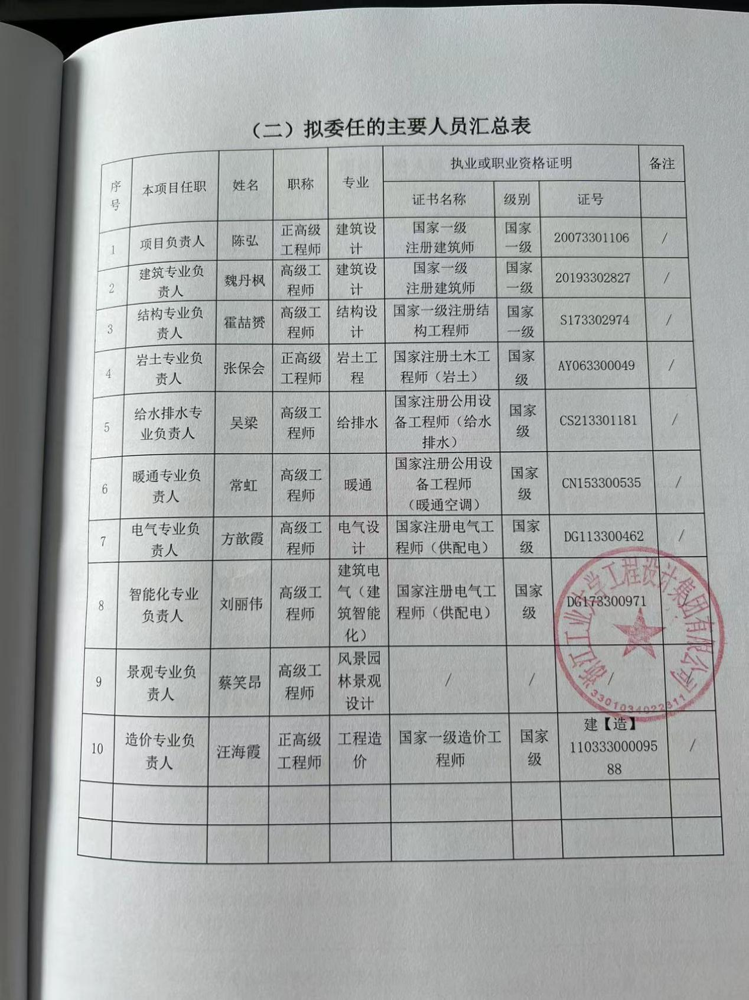 （二）拟委任的主要人员汇总表
序号 本项目任职 姓名 职称 专业 执业或职业资格证明 备注
证书名称 级别 证号
1 项目负责人 陈弘 正高级工程师 建筑设计 国家一级注册建筑师 国家一级 20073301106 /
2 建筑专业负责人 魏丹枫 高级工程师 建筑设计 国家一级注册建筑师 国家一级 20193302827 /
3 结构专业负责人 霍喆赟 高级工程师 结构设计 国家一级注册结构工程师 国家一级 S173302974 /
4 岩土专业负责人 张保会 正高级工程师 岩土工程 国家注册土木工程师（岩土） 国家级 AY063300049 /
5 给水排水专业负责人 吴梁 高级工程师 给排水 国家注册公用设备工程师（给水排水） 国家级 CS213301181 /
6 暖通专业负责人 常虹 高级工程师 暖通 国家注册公用设备工程师（暖通空调） 国家级 CN153300535 /
7 电气专业负责人 方歆霞 高级工程师 电气设计 国家注册电气工程师（供配电） 国家级 DG113300462 /
8 智能化专业负责人 刘丽伟 高级工程师 建筑电气（建筑智能化） 国家注册电气工程师（供配电） 国家级 DG173300971 /
9 景观专业负责人 蔡笑昂 高级工程师 风景园林景观设计 / / / /
10 造价专业负责人 汪海霞 正高级工程师 工程造价 国家一级造价工程师 国家级 建【造】11033300009588 /
浙江工业大学工程设计集团有限公司
3301034022311